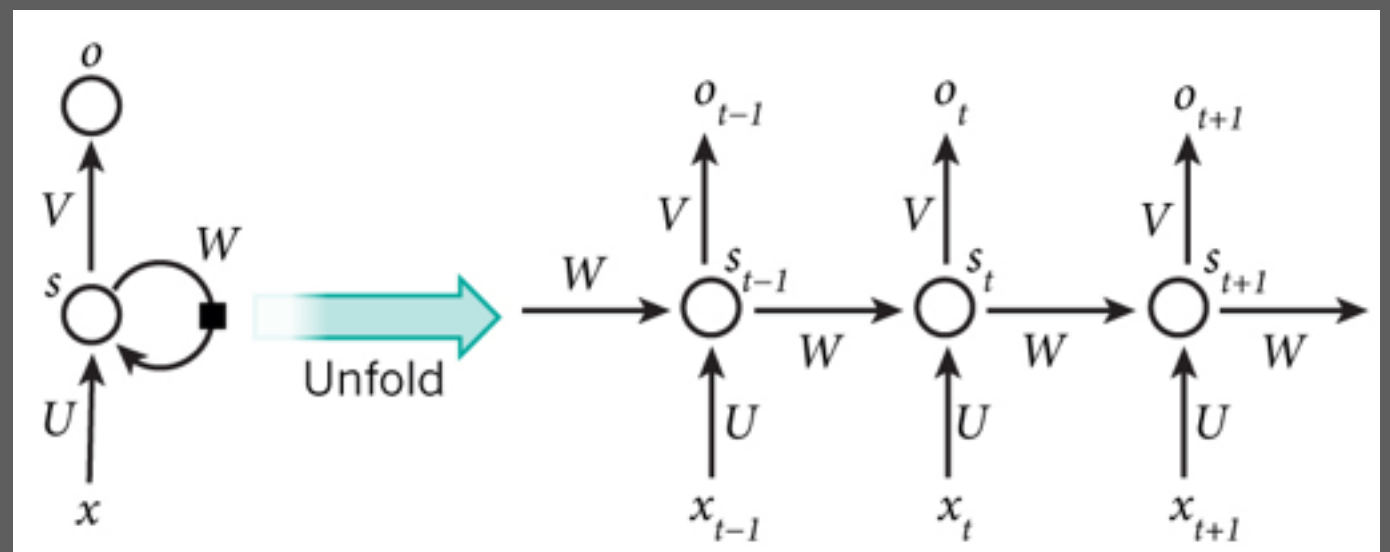 o
V
W
s
U
x
Unfold
o t−1
o t
o t+1
V
V
V
W
s t−1
s t
s t+1
W
W
W
U
U
U
x t−1
x t
x t+1